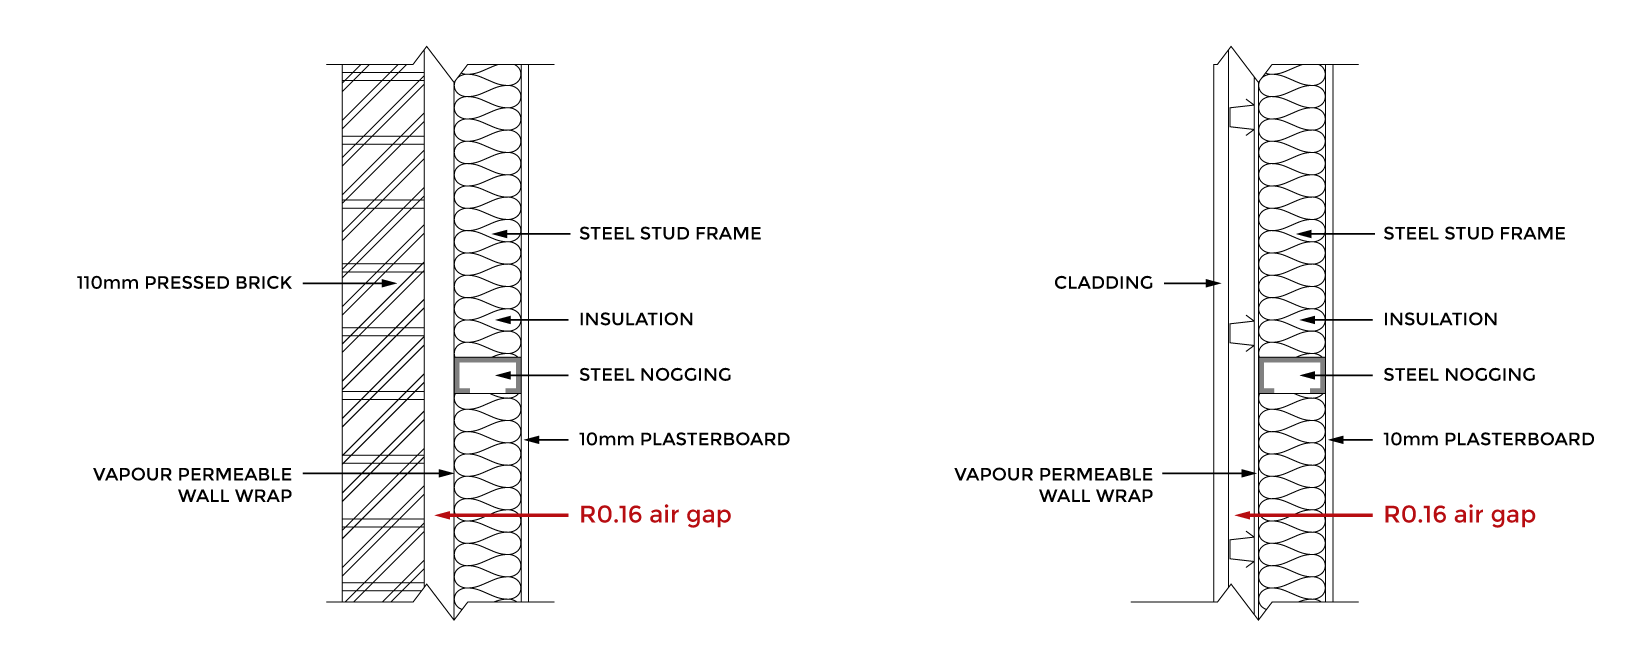 STEEL STUD FRAME
110mm PRESSED BRICK
INSULATION
STEEL NOGGING
10mm PLASTERBOARD
VAPOUR PERMEABLE
WALL WRAP
R0.16 air gap
STEEL STUD FRAME
CLADDING
INSULATION
STEEL NOGGING
10mm PLASTERBOARD
VAPOUR PERMEABLE
WALL WRAP
R0.16 air gap